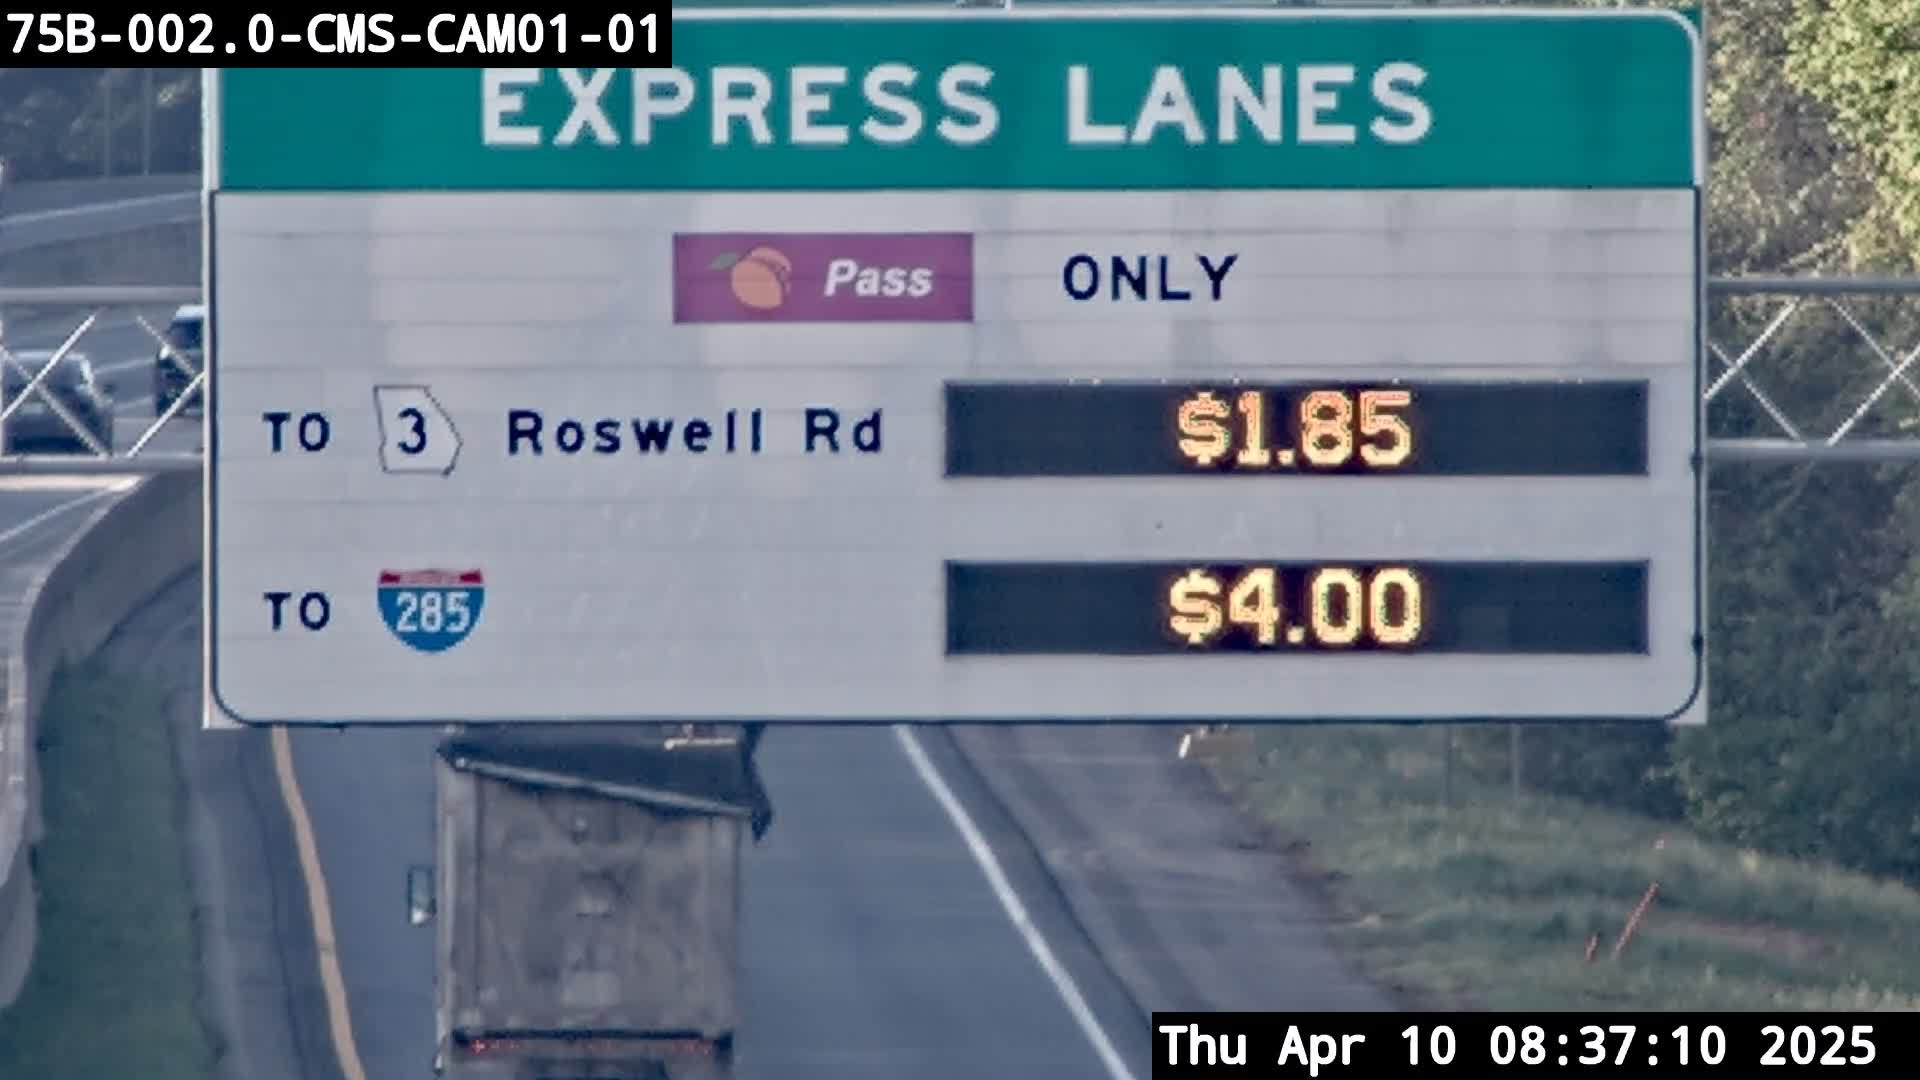 75B-002.0-CMS-CAM01-01
EXPRESS LANES
Pass ONLY
TO 3 Roswell Rd $1.85
TO 285 $4.00
Thu Apr 10 08:37:10 2025